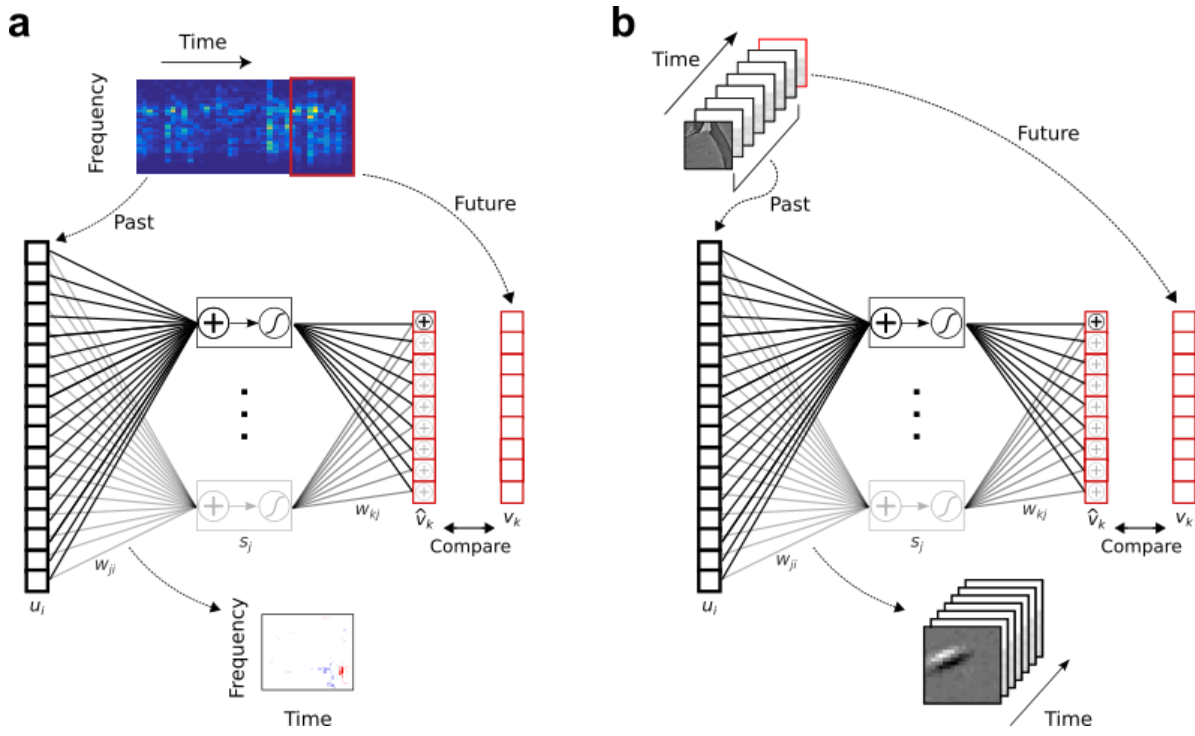 a
Time
Frequency
Past
Future
u_i
w_ji
s_j
w_kj
v̂_k
v_k
Compare
Frequency
Time
b
Time
Future
Past
u_i
w_ji
s_j
w_kj
v̂_k
v_k
Compare
Time